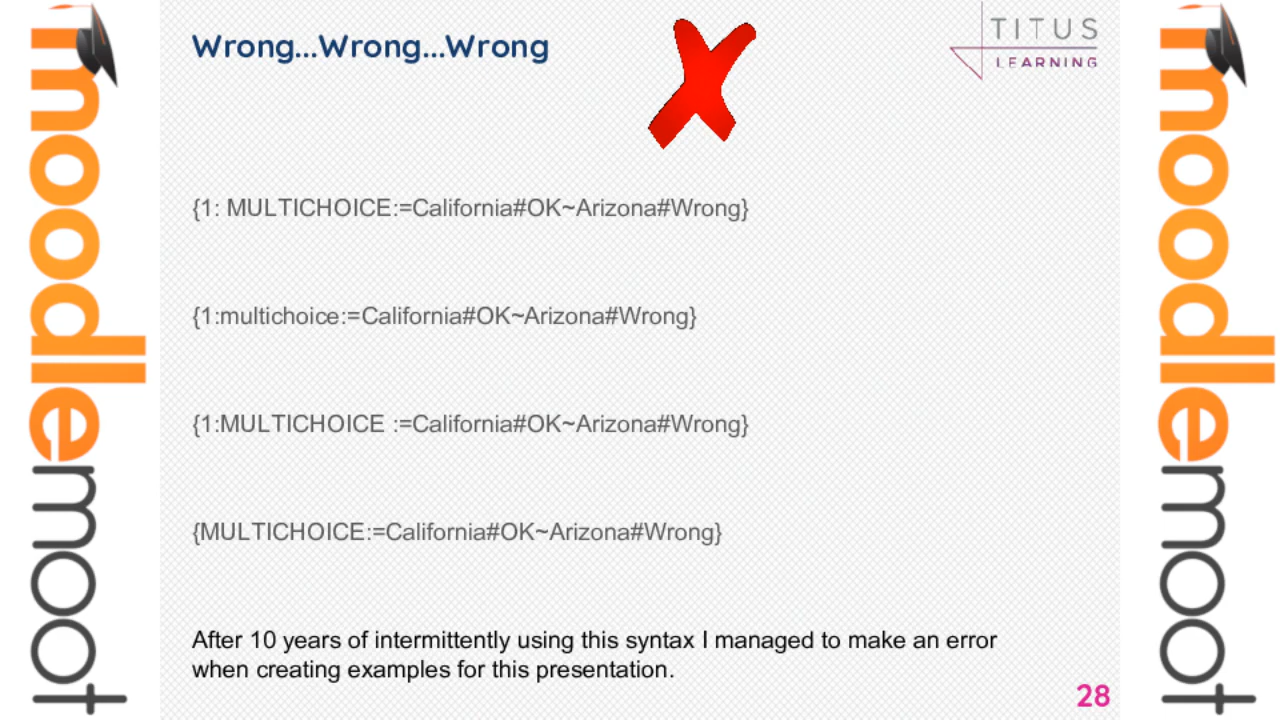 Wrong...Wrong...Wrong
TITUS
LEARNING
{1: MULTICHOICE:=California#OK~Arizona#Wrong}
{1:multichoice:=California#OK~Arizona#Wrong}
{1:MULTICHOICE :=California#OK~Arizona#Wrong}
{MULTICHOICE:=California#OK~Arizona#Wrong}
After 10 years of intermittently using this syntax I managed to make an error
when creating examples for this presentation.
28
moodlemoot
moodlemoot